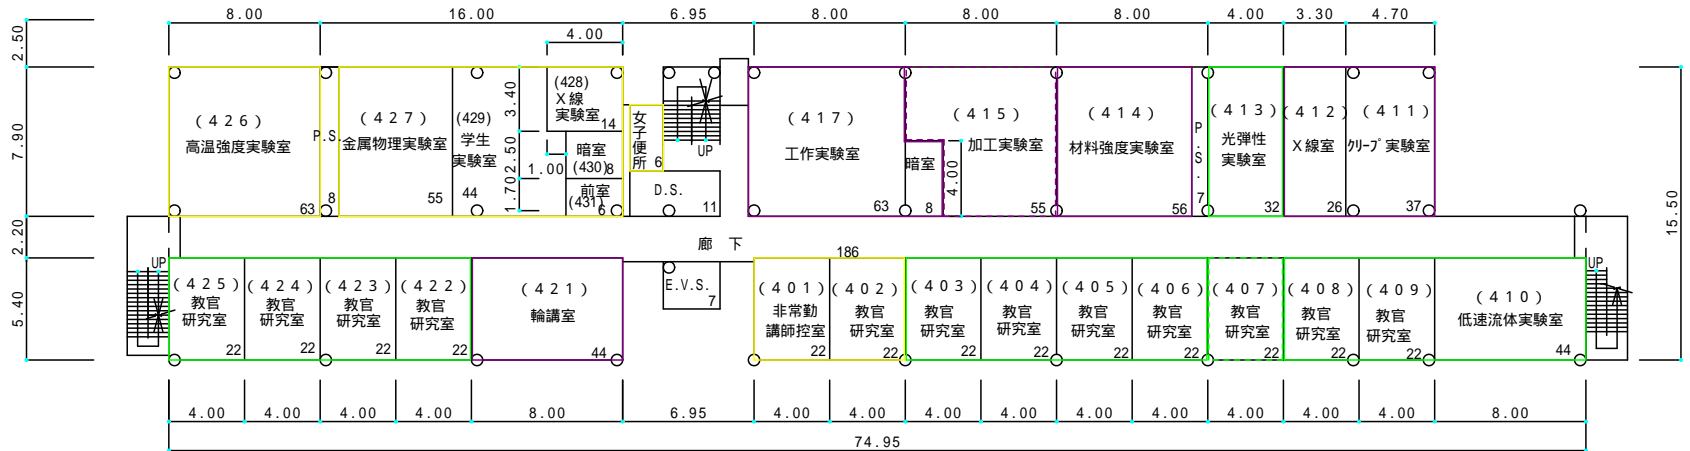 8.00 16.00 6.95 8.00 8.00 8.00 4.00 3.30 4.70
4.00
2.50
7.90
2.20
5.40
15.50
(426)
高温強度実験室
63
P.S.
8
(427)
金属物理実験室
55
(429)
学生
実験室
44
3.40
2.50
1.70
1.00
(428)
X線
実験室
14
暗室
(430)
8
前室
(431)
6
女子便所
6
UP
D.S.
11
(417)
工作実験室
63
(415)
加工実験室
55
暗室
8
4.00
(414)
材料強度実験室
56
P.S.
7
(413)
光弾性
実験室
32
(412)
X線室
26
(411)
クリープ実験室
37
廊下
186
UP
(425)
教官
研究室
22
(424)
教官
研究室
22
(423)
教官
研究室
22
(422)
教官
研究室
22
(421)
輪講室
44
E.V.S.
7
(401)
非常勤
講師控室
22
(402)
教官
研究室
22
(403)
教官
研究室
22
(404)
教官
研究室
22
(405)
教官
研究室
22
(406)
教官
研究室
22
(407)
教官
研究室
22
(408)
教官
研究室
22
(409)
教官
研究室
22
(410)
低速流体実験室
44
UP
4.00 4.00 4.00 4.00 8.00 6.95 4.00 4.00 4.00 4.00 4.00 4.00 4.00 4.00 4.00 8.00
74.95